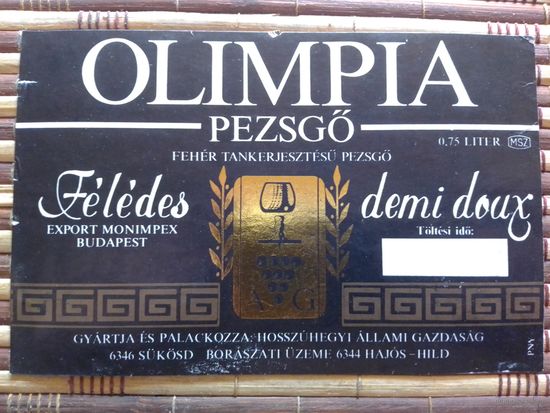 OLIMPIA
PEZSGŐ
0,75 LITER MSZ
FEHÉR TANKERJESZTÉSŰ PEZSGŐ
Félédes
demi doux
EXPORT MONIMPEX
BUDAPEST
Töltési idő:
A G
GYÁRTJA ÉS PALACKOZZA: HOSSZÚHEGYI ÁLLAMI GAZDASÁG
6346 SÜKÖSD BORÁSZATI ÜZEME 6344 HAJÓS – HILD
PNY